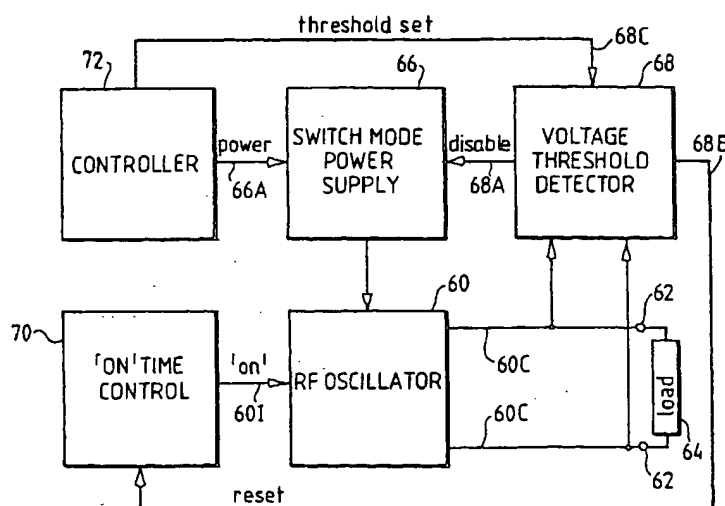 threshold set
72
66
68C
68
CONTROLLER
power
66A
SWITCH MODE
POWER
SUPPLY
disable
68A
VOLTAGE
THRESHOLD
DETECTOR
68B
70
'ON' TIME
CONTROL
'on'
60I
60
RF OSCILLATOR
60C
60C
62
load
64
62
reset